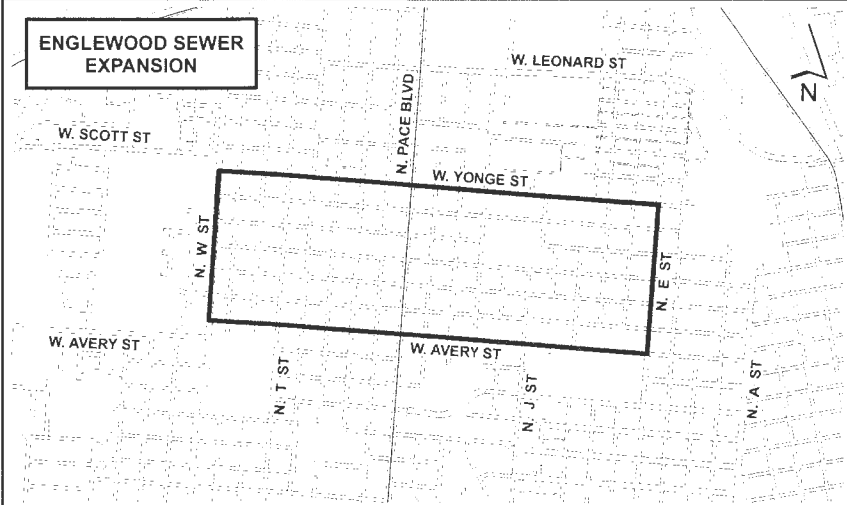 ENGLEWOOD SEWER
EXPANSION
W. LEONARD ST
N
N. PACE BLVD
W. SCOTT ST
W. YONGE ST
N. W ST
N. E ST
W. AVERY ST
W. AVERY ST
N. T ST
N. J ST
N. A ST